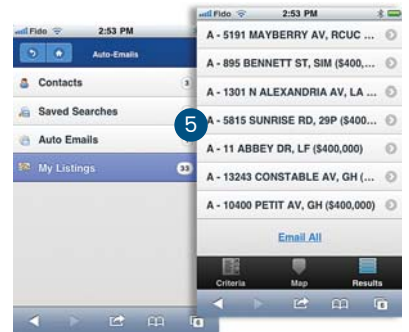 Fido 2:53 PM
Auto-Emails
Contacts 3
Saved Searches
Auto Emails
My Listings 33
5
Fido 2:53 PM
A - 5191 MAYBERRY AV, RCUC ...
A - 895 BENNETT ST, SIM ($400,...
A - 1301 N ALEXANDRIA AV, LA ...
A - 5815 SUNRISE RD, 29P ($400...
A - 11 ABBEY DR, LF ($400,000)
A - 13243 CONSTABLE AV, GH (...
A - 10400 PETIT AV, GH ($400,000)
Email All
Criteria Map Results
6
6